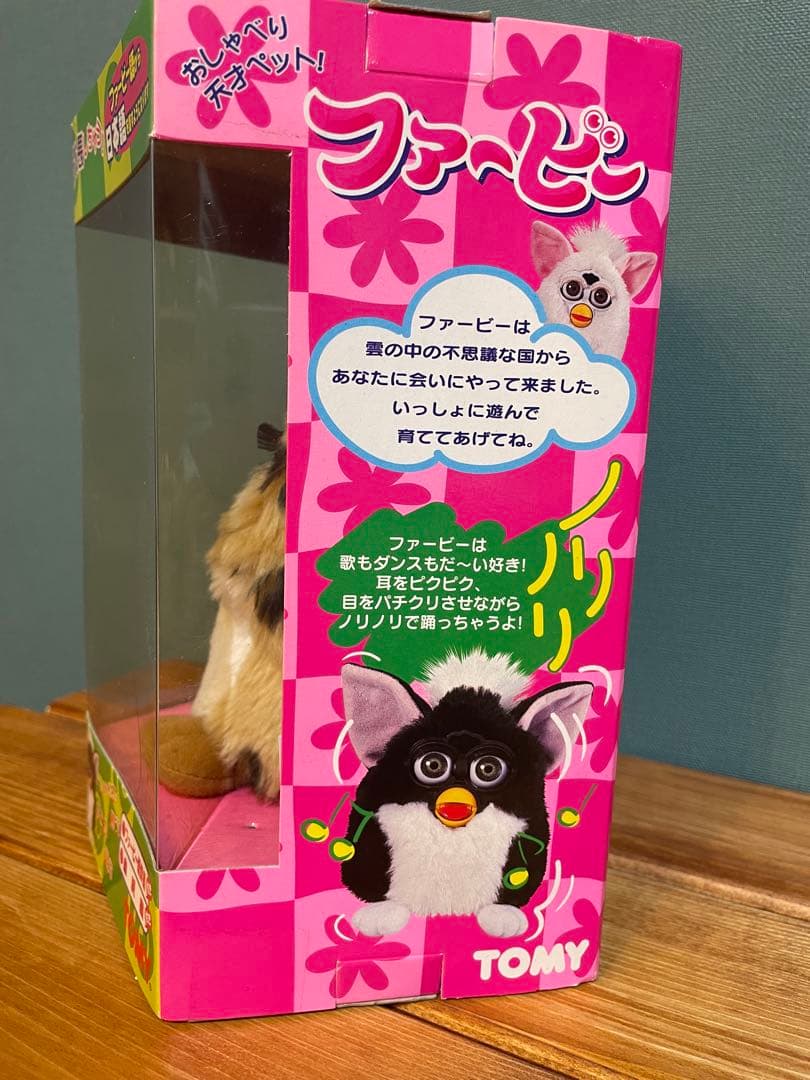 おしゃべり
天才ペット!
ファービー
ファービーは
雲の中の不思議な国から
あなたに会いにやって来ました。
いっしょに遊んで
育ててあげてね。
ファービーは
歌もダンスもだ～い好き!
耳をピクピク、
目をパチクリさせながら
ノリノリで踊っちゃうよ!
ノリノリ
TOMY
日本語
TOMY